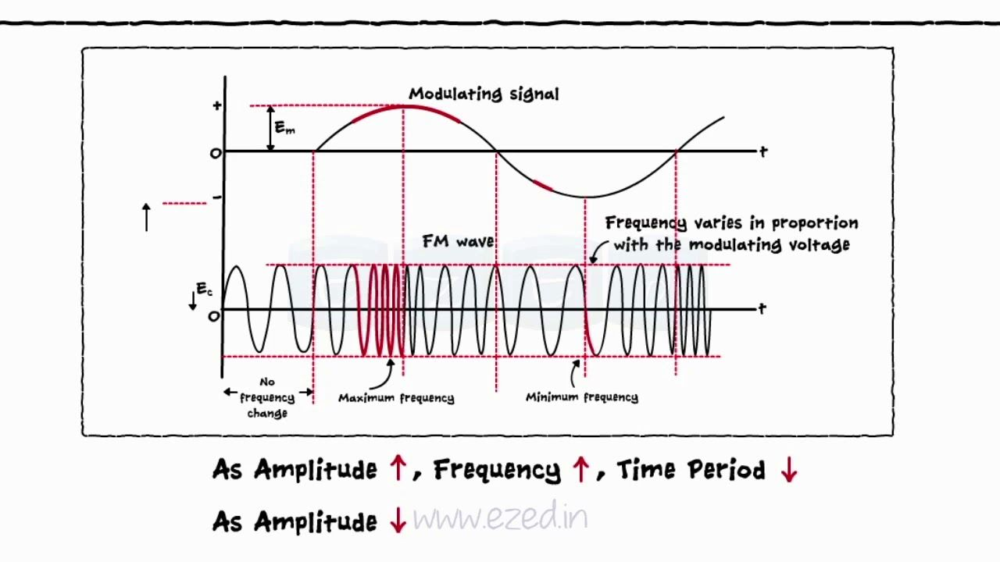 Modulating signal
+
Em
0
t
-
Frequency varies in proportion
with the modulating voltage
FM wave
Ec
0
t
No
frequency
change
Maximum frequency
Minimum frequency
As Amplitude ↑, Frequency ↑, Time Period ↓
As Amplitude ↓
www.ezed.in